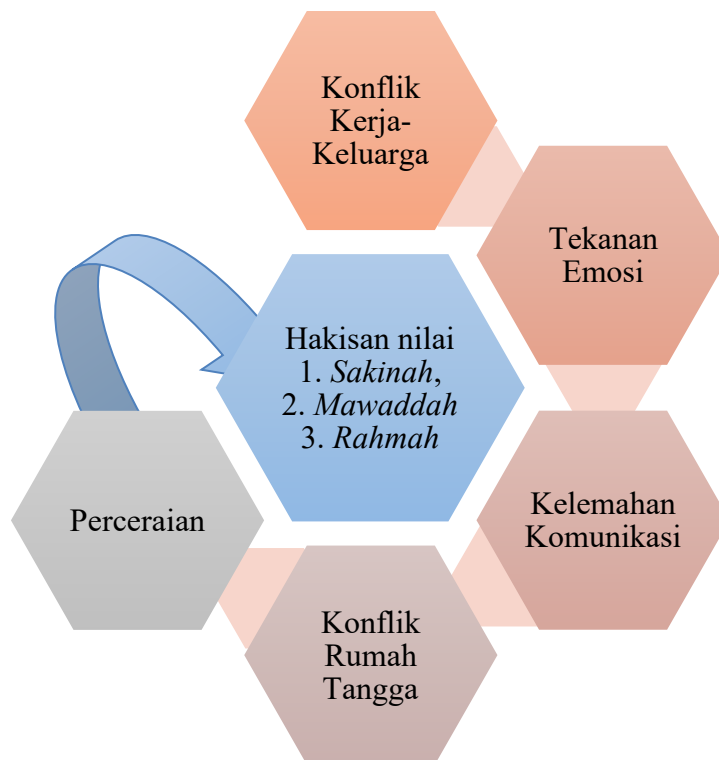 Konflik
Kerja-
Keluarga
Tekanan
Emosi
Hakisan nilai
1. Sakinah,
2. Mawaddah
3. Rahmah
Kelemahan
Komunikasi
Perceraian
Konflik
Rumah
Tangga